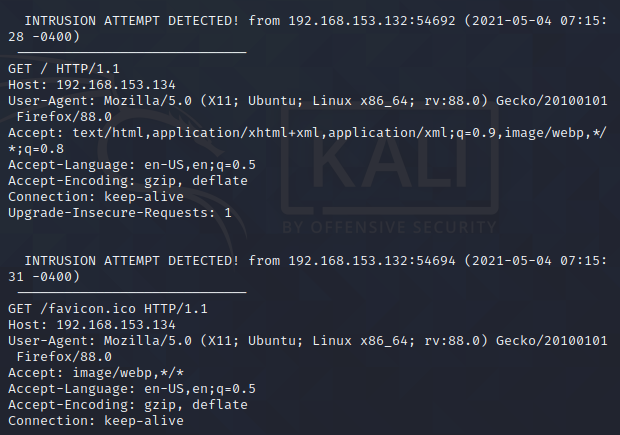 INTRUSION ATTEMPT DETECTED! from 192.168.153.132:54692 (2021-05-04 07:15:
28 -0400)
-----------------------------
GET / HTTP/1.1
Host: 192.168.153.134
User-Agent: Mozilla/5.0 (X11; Ubuntu; Linux x86_64; rv:88.0) Gecko/20100101
Firefox/88.0
Accept: text/html,application/xhtml+xml,application/xml;q=0.9,image/webp,*/
*;q=0.8
Accept-Language: en-US,en;q=0.5
Accept-Encoding: gzip, deflate
Connection: keep-alive
Upgrade-Insecure-Requests: 1
KALI
BY OFFENSIVE SECURITY
INTRUSION ATTEMPT DETECTED! from 192.168.153.132:54694 (2021-05-04 07:15:
31 -0400)
-----------------------------
GET /favicon.ico HTTP/1.1
Host: 192.168.153.134
User-Agent: Mozilla/5.0 (X11; Ubuntu; Linux x86_64; rv:88.0) Gecko/20100101
Firefox/88.0
Accept: image/webp,*/*
Accept-Language: en-US,en;q=0.5
Accept-Encoding: gzip, deflate
Connection: keep-alive